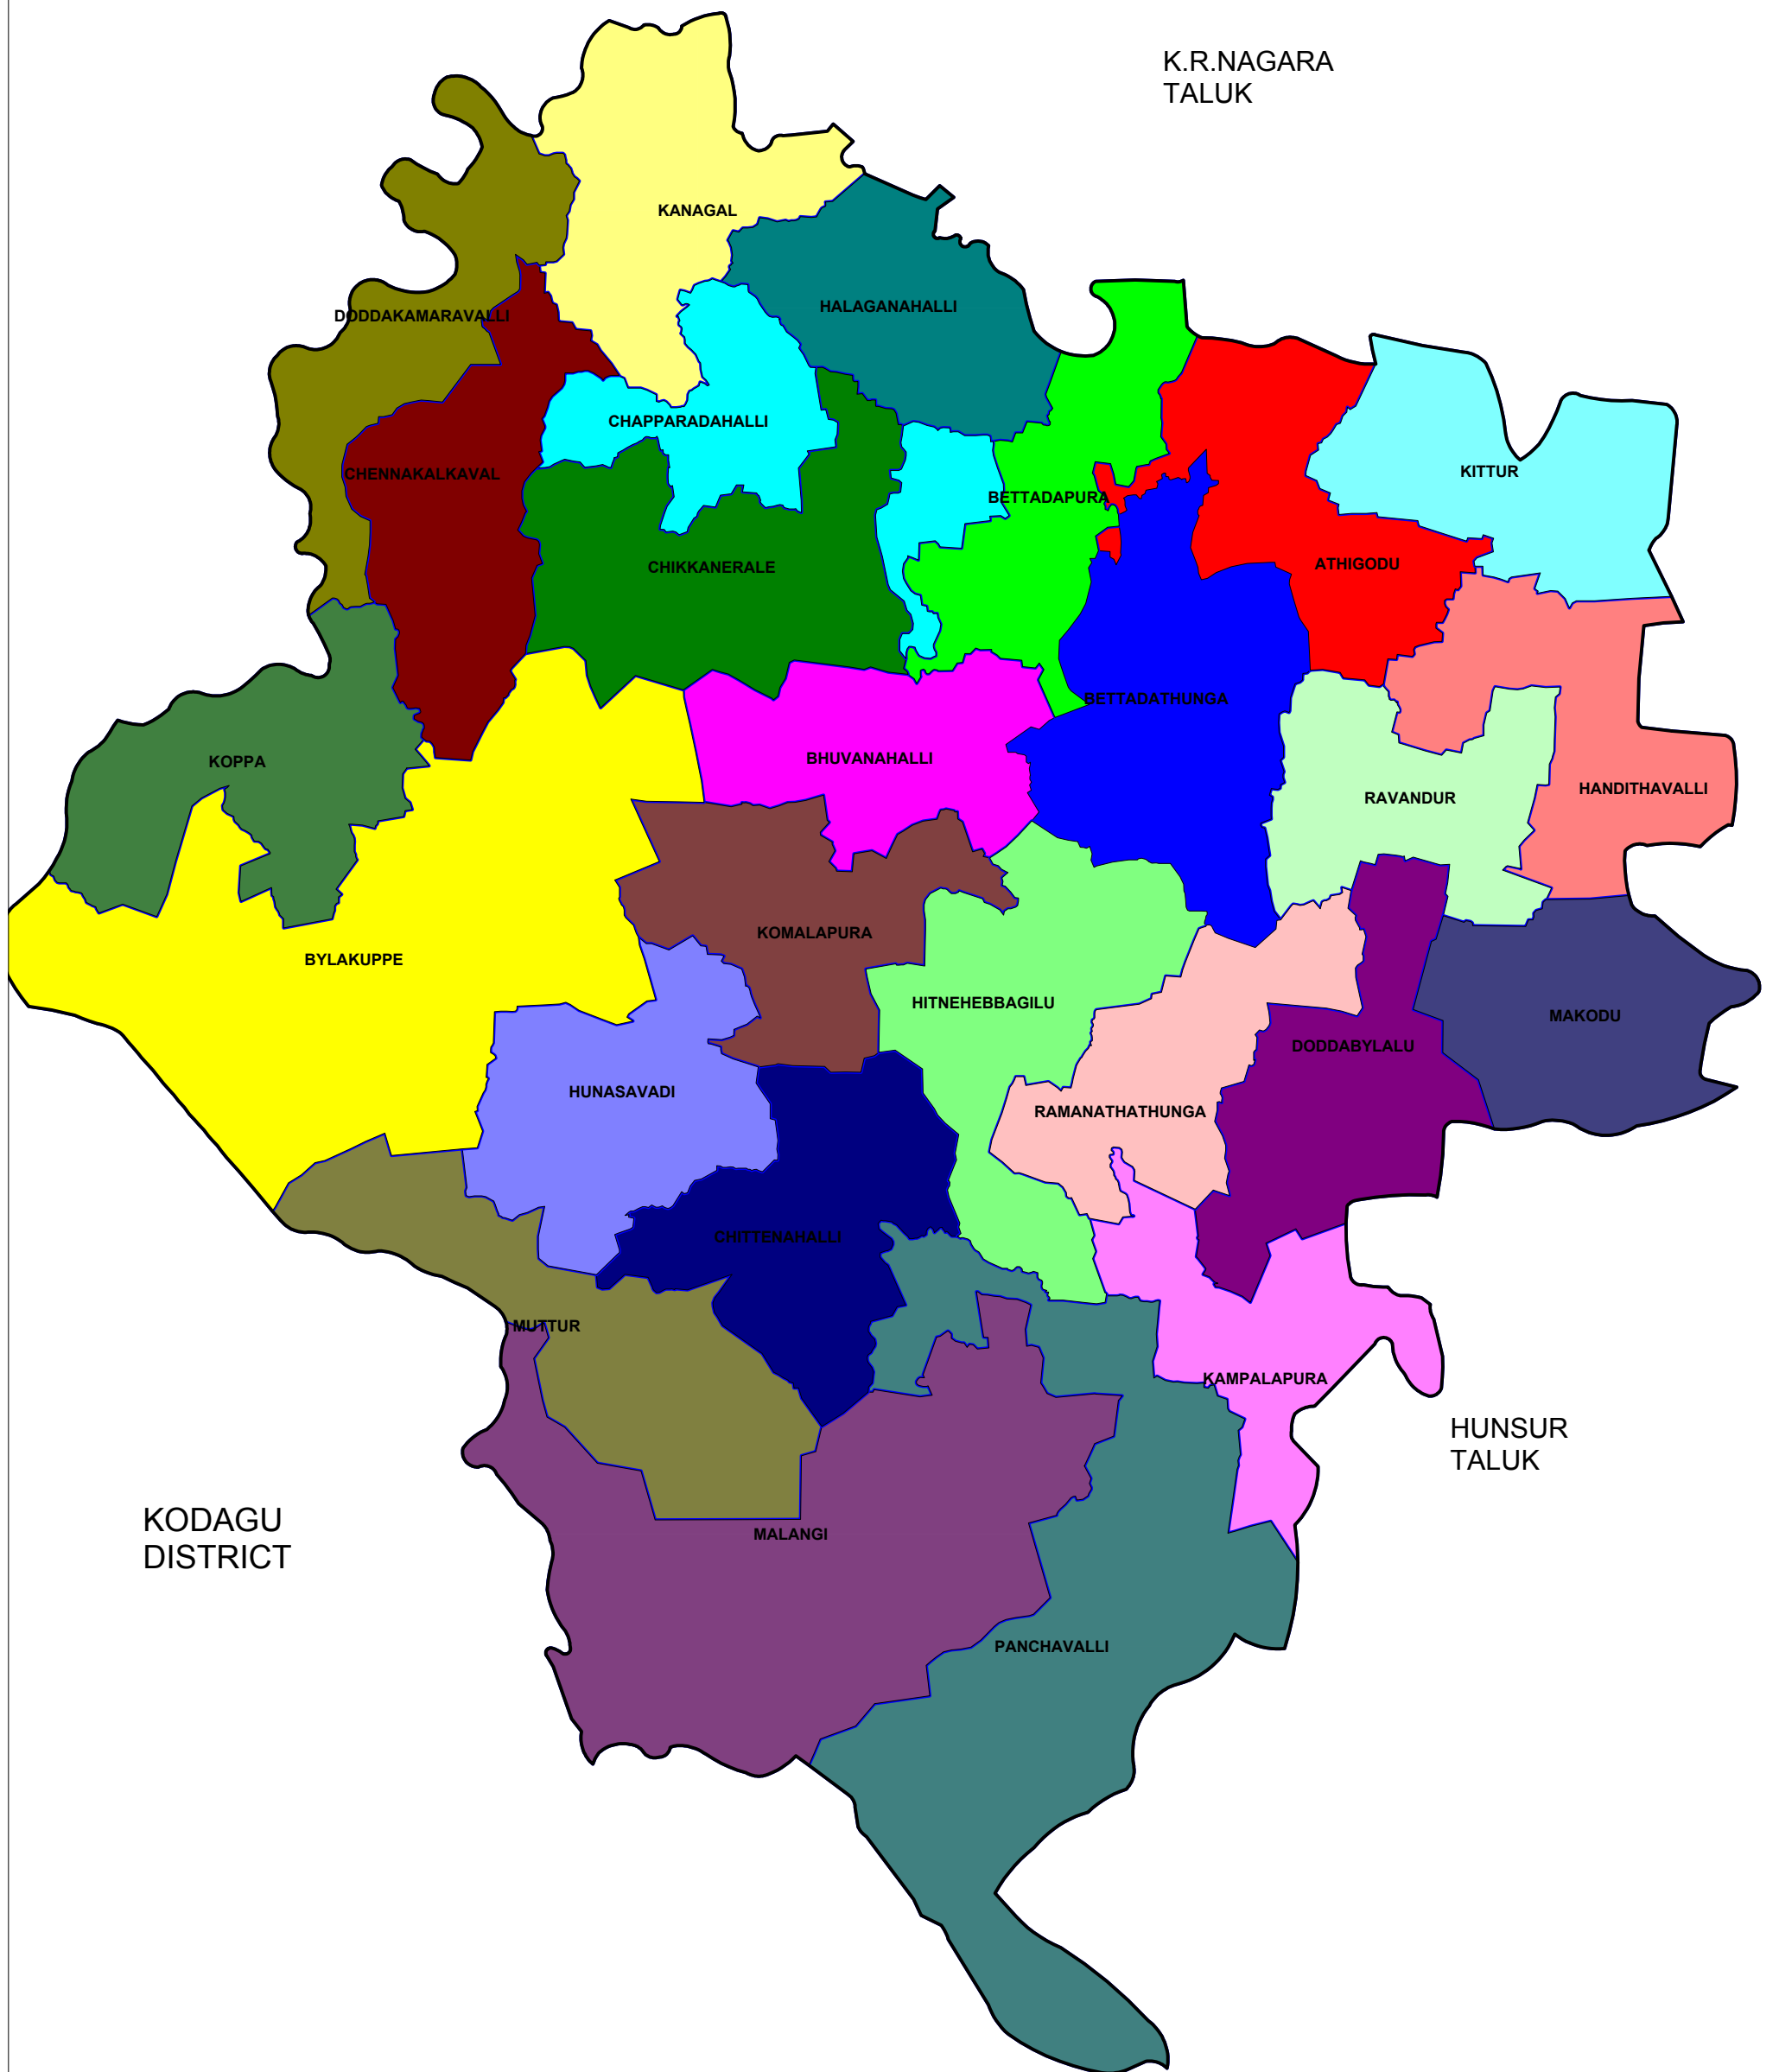 K.R.NAGARA
TALUK
KANAGAL
HALAGANAHALLI
DODDAKAMARAVALLI
CHAPPARADAHALLI
CHENNAKALKAVAL
KITTUR
BETTADAPURA
CHIKKANERALE
ATHIGODU
BETTADATHUNGA
BHUVANAHALLI
KOPPA
HANDITHAVALLI
RAVANDUR
KOMALAPURA
BYLAKUPPE
HITNEHEBBAGILU
MAKODU
DODDABYLALU
HUNASAVADI
RAMANATHATHUNGA
CHITTENAHALLI
MUTTUR
KAMPALAPURA
HUNSUR
TALUK
KODAGU
DISTRICT
MALANGI
PANCHAVALLI